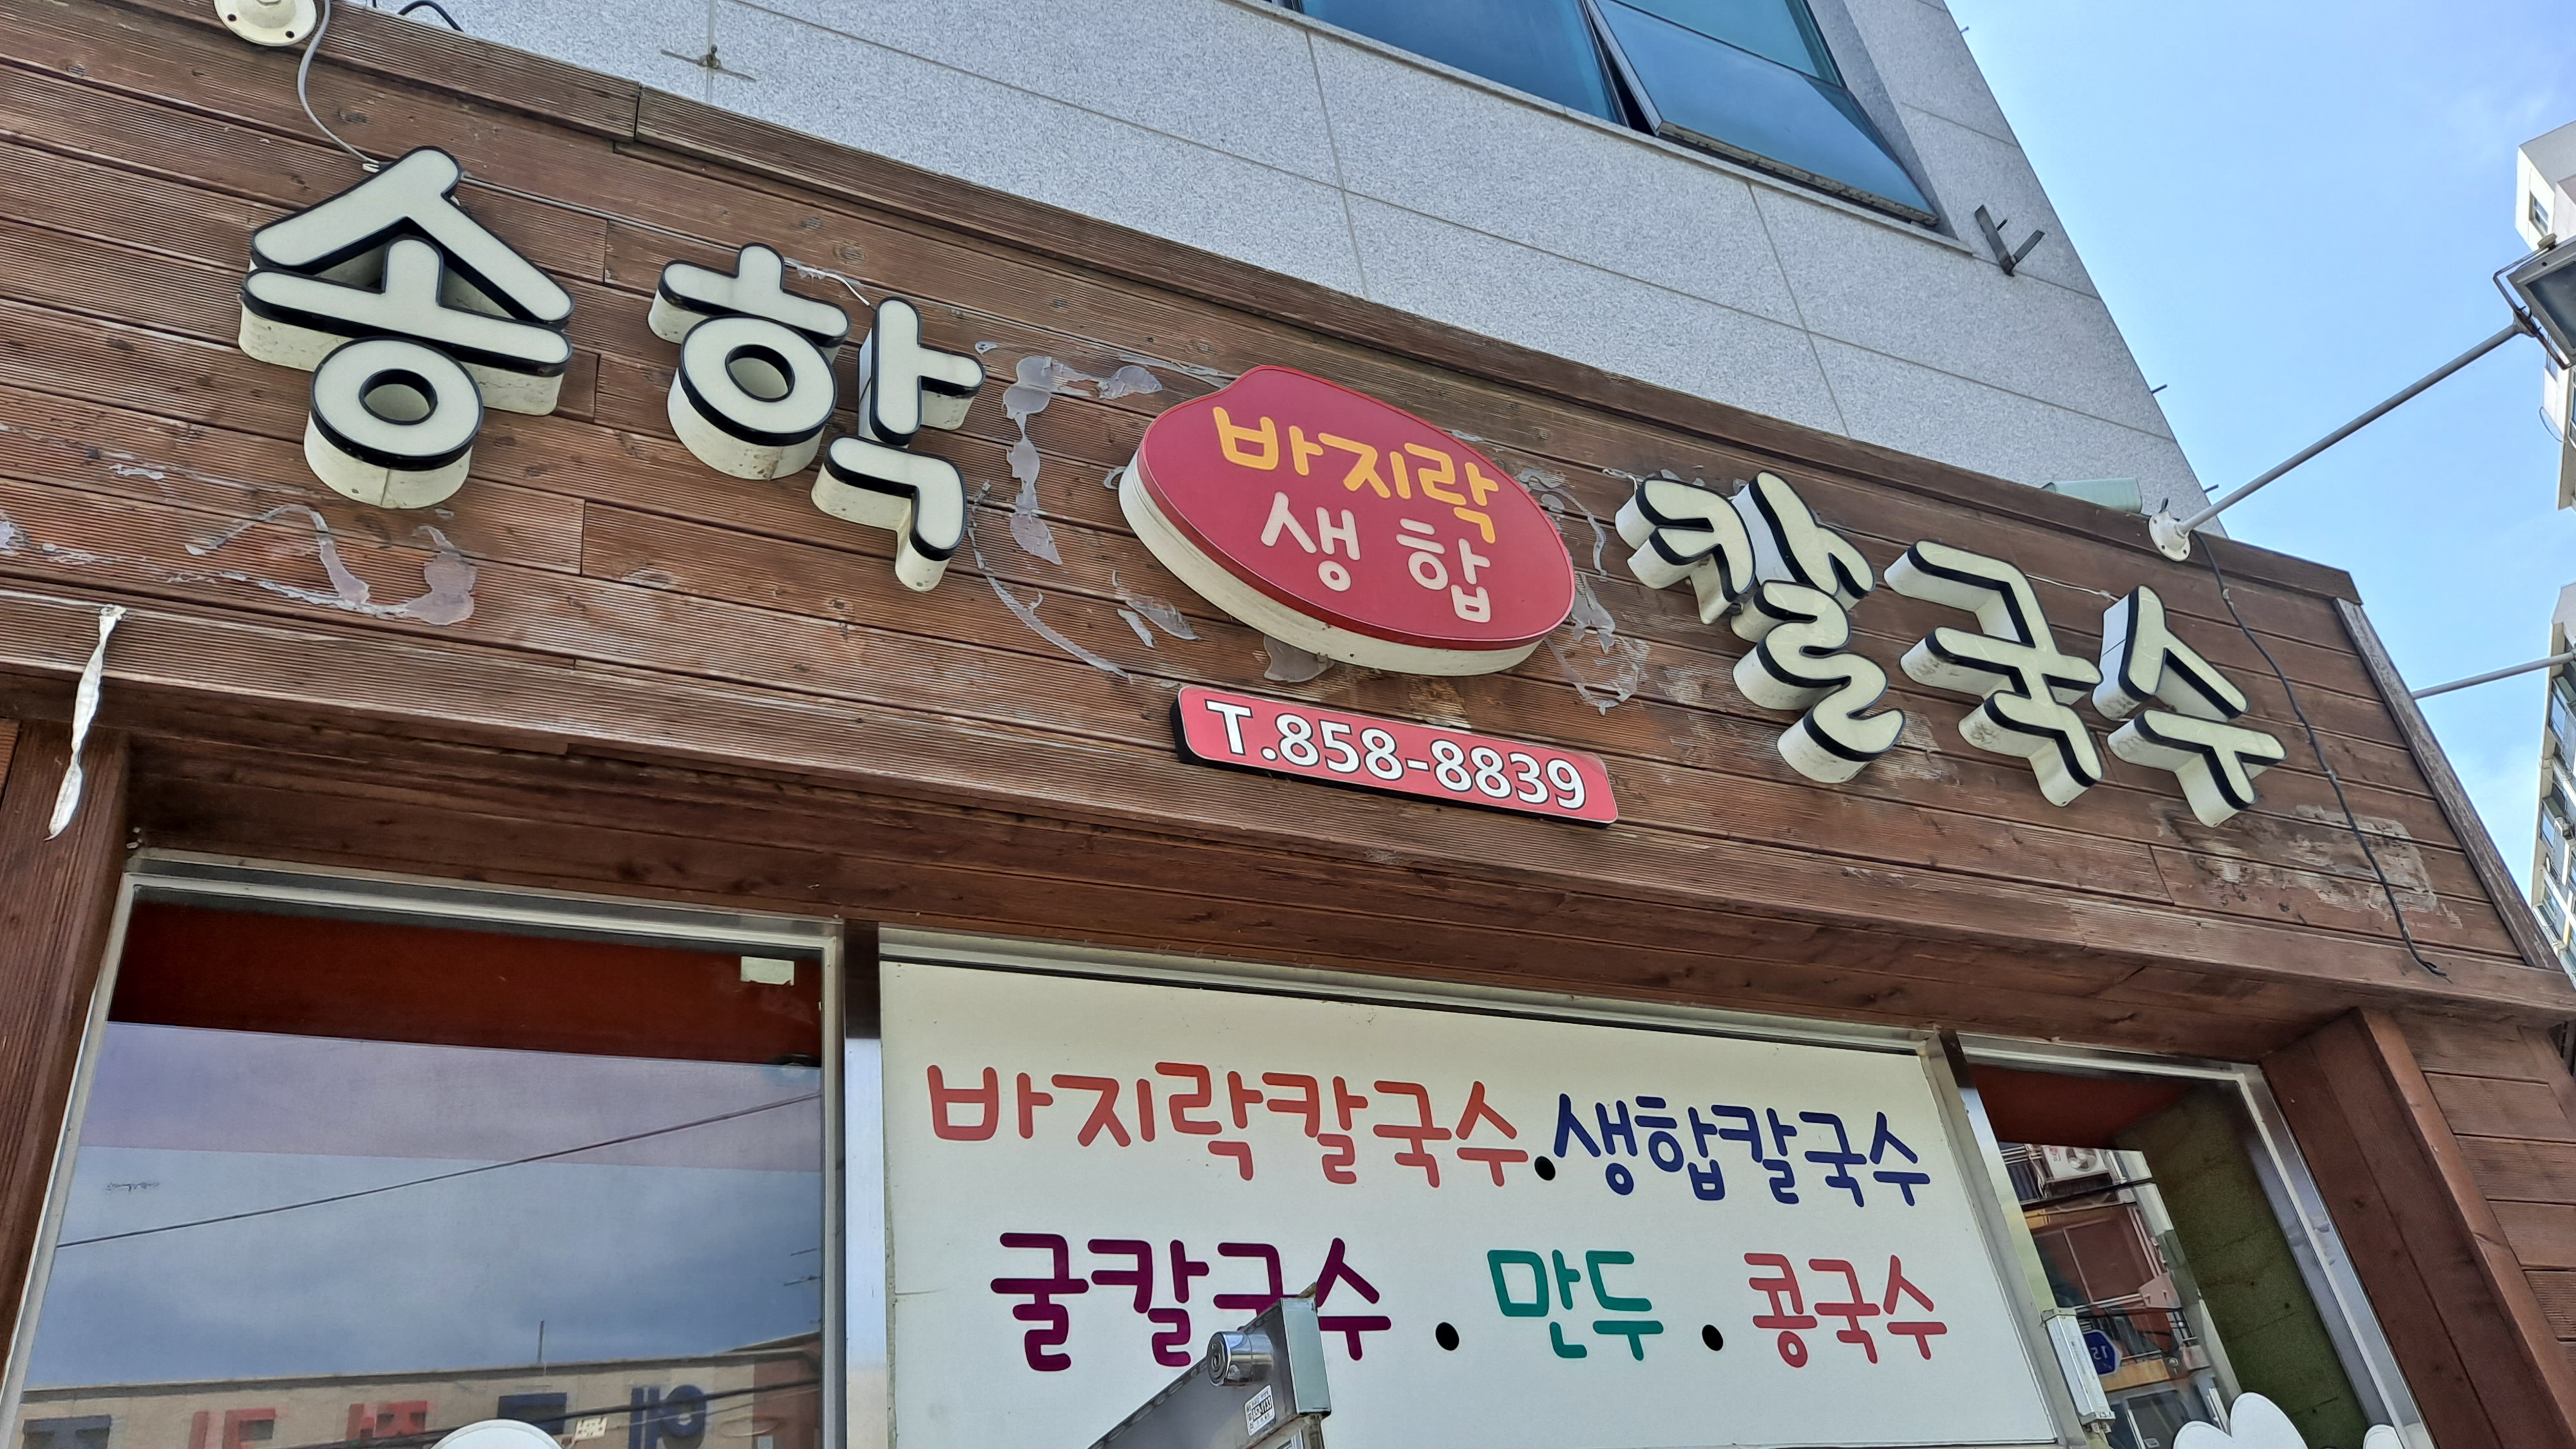 송학 칼국수
바지락
생합
T.858-8839
바지락칼국수.생합칼국수
굴칼국수 . 만두 . 콩국수